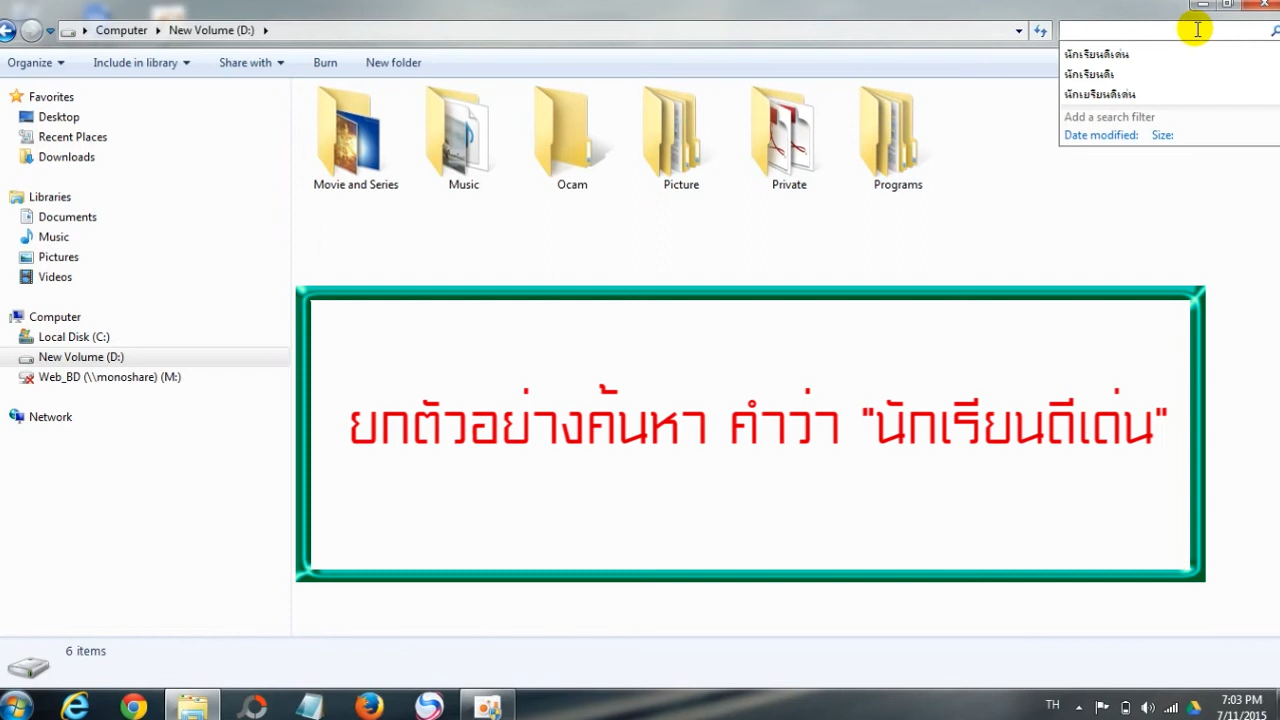 Computer New Volume (D:)
Organize Include in library Share with Burn New folder
นักเรียนดีเด่น
นักเรียนดีเ
นักเยรียนดีเด่น
Add a search filter
Date modified: Size:
Favorites
Desktop
Recent Places
Downloads
Libraries
Documents
Music
Pictures
Videos
Computer
Local Disk (C:)
New Volume (D:)
Web_BD (\\monoshare) (M:)
Network
Movie and Series Music Ocam Picture Private Programs
ยกตัวอย่างค้นหา คำว่า "นักเรียนดีเด่น"
6 items
TH
7:03 PM
7/11/2015